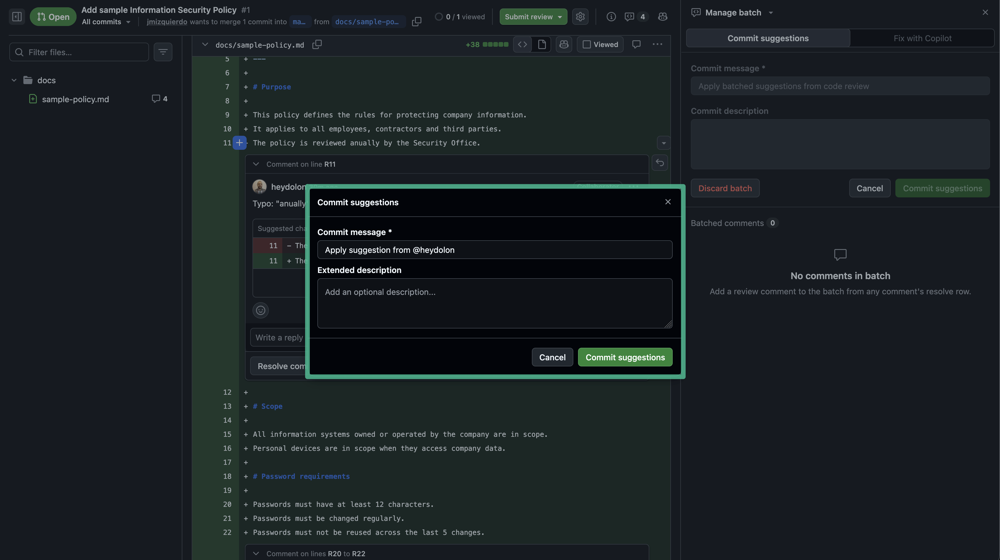 Open
Add sample Information Security Policy #1
All commits
jmizquierdo wants to merge 1 commit into ma... from docs/sample-po...
0 / 1 viewed
Submit review
4
Filter files...
docs
sample-policy.md
4
docs/sample-policy.md
+38
Viewed
5 + ---
6 +
7 + # Purpose
8 +
9 + This policy defines the rules for protecting company information.
10 + It applies to all employees, contractors and third parties.
11 The policy is reviewed anually by the Security Office.
Comment on line R11
heydolon 30m ago
Collaborator
Typo: "anually
Suggested cha
11 - The
11 + The
Write a reply
Resolve com
Commit suggestions
Commit message *
Apply suggestion from @heydolon
Extended description
Add an optional description...
Cancel
Commit suggestions
12 +
13 + # Scope
14 +
15 + All information systems owned or operated by the company are in scope.
16 + Personal devices are in scope when they access company data.
17 +
18 + # Password requirements
19 +
20 + Passwords must have at least 12 characters.
21 + Passwords must be changed regularly.
22 + Passwords must not be reused across the last 5 changes.
Comment on lines R20 to R22
Manage batch
Commit suggestions
Fix with Copilot
Commit message *
Apply batched suggestions from code review
Commit description
Discard batch
Cancel
Commit suggestions
Batched comments 0
No comments in batch
Add a review comment to the batch from any comment's resolve row.